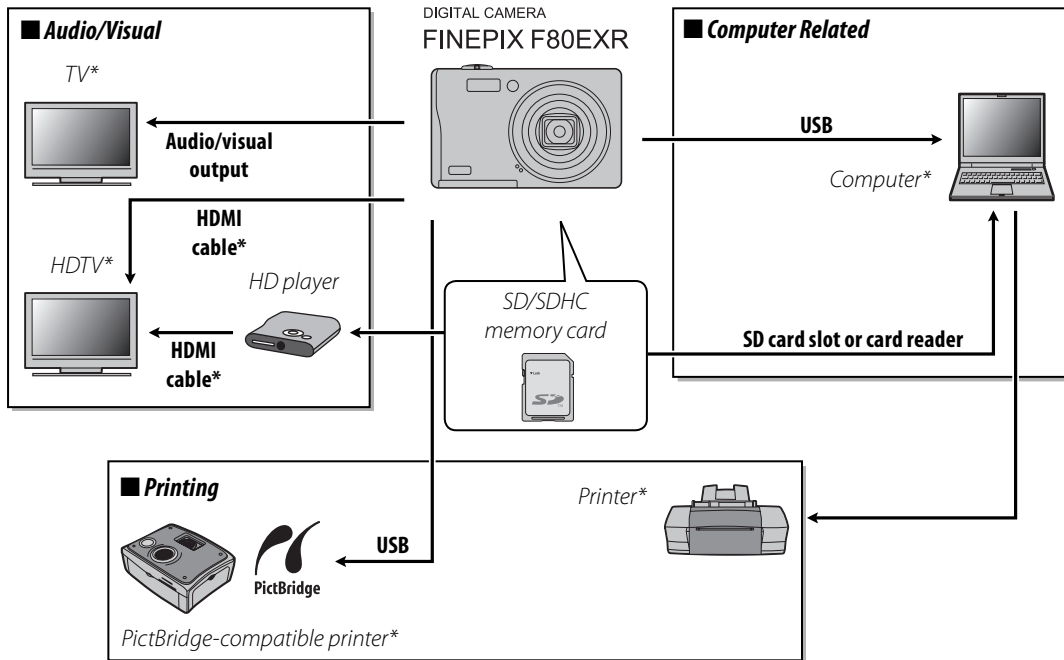 DIGITAL CAMERA
FINEPIX F80EXR
■ Audio/Visual
TV*
Audio/visual
output
HDMI
cable*
HDTV*
HD player
HDMI
cable*
SD/SDHC
memory card
SD
■ Computer Related
USB
Computer*
SD card slot or card reader
■ Printing
Printer*
USB
PictBridge
PictBridge-compatible printer*